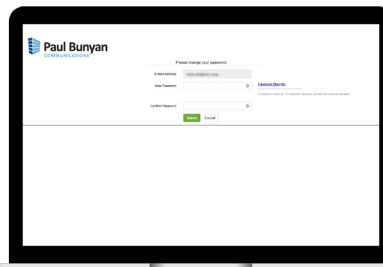 Paul Bunyan
COMMUNICATIONS
Please change your password
E-Mail Address
New Password
Password Strength:
Confirm Password
Submit Cancel